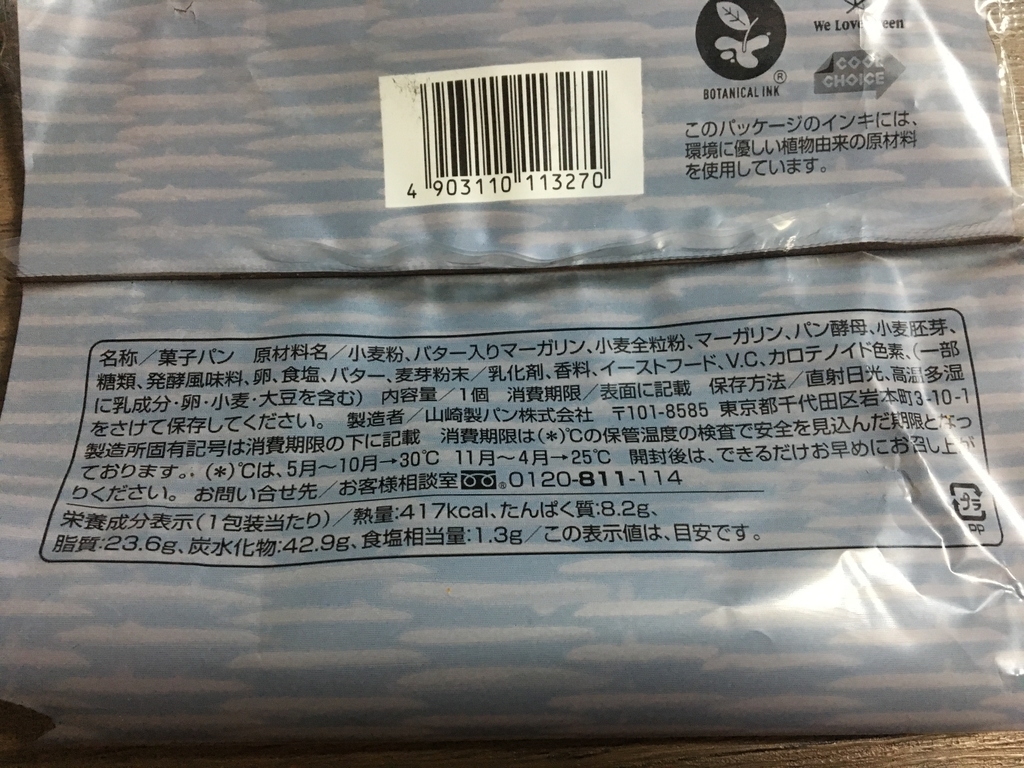 We Love
BOTANICAL INK
®
COOL
CHOICE
このパッケージのインキには、
環境に優しい植物由来の原材料
を使用しています。
4 903110 113270
名称/菓子パン 原材料名/小麦粉、バター入りマーガリン、小麦全粒粉、マーガリン、パン酵母、小麦胚芽、
糖類、発酵風味料、卵、食塩、バター、麦芽粉末/乳化剤、香料、イーストフード、V.C、カロテノイド色素、(一部
に乳成分・卵・小麦・大豆を含む) 内容量/1個 消費期限/表面に記載 保存方法/直射日光、高温多湿
をさけて保存してください。 製造者/山崎製パン株式会社 〒101-8585 東京都千代田区岩本町3-10-1
製造所固有記号は消費期限の下に記載 消費期限は(*)℃の保管温度の検査で安全を見込んだ期限となっ
ております。(*)℃は、5月~10月→30℃ 11月~4月→25℃ 開封後は、できるだけお早めにお召し上が
りください。 お問い合せ先/お客様相談室 0120-811-114
栄養成分表示(1包装当たり)/熱量:417kcal、たんぱく質:8.2g、
脂質:23.6g、炭水化物:42.9g、食塩相当量:1.3g/この表示値は、目安です。
プラ
PP